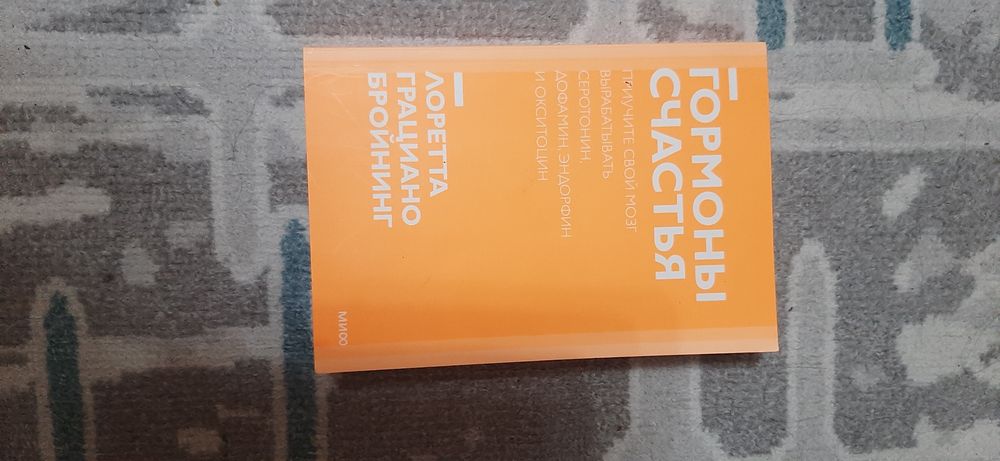 ГОРМОНЫ
СЧАСТЬЯ
ПРИУЧИТЕ СВОЙ МОЗГ
ВЫРАБАТЫВАТЬ
СЕРОТОНИН,
ДОФАМИН, ЭНДОРФИН
И ОКСИТОЦИН
ЛОРЕТТА
ГРАЦИАНО
БРОЙНИНГ
МИФ